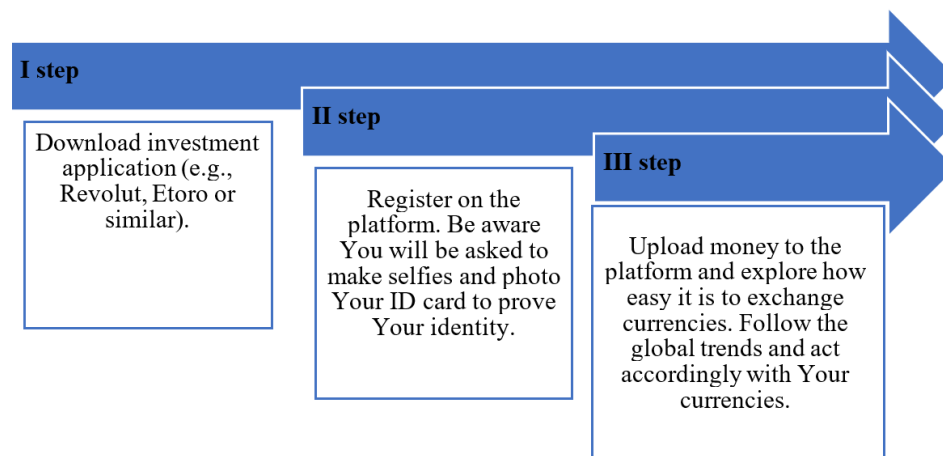 I step
Download investment
application (e.g.,
Revolut, Etoro or
similar).
II step
Register on the
platform. Be aware
You will be asked to
make selfies and photo
Your ID card to prove
Your identity.
III step
Upload money to the
platform and explore how
easy it is to exchange
currencies. Follow the
global trends and act
accordingly with Your
currencies.